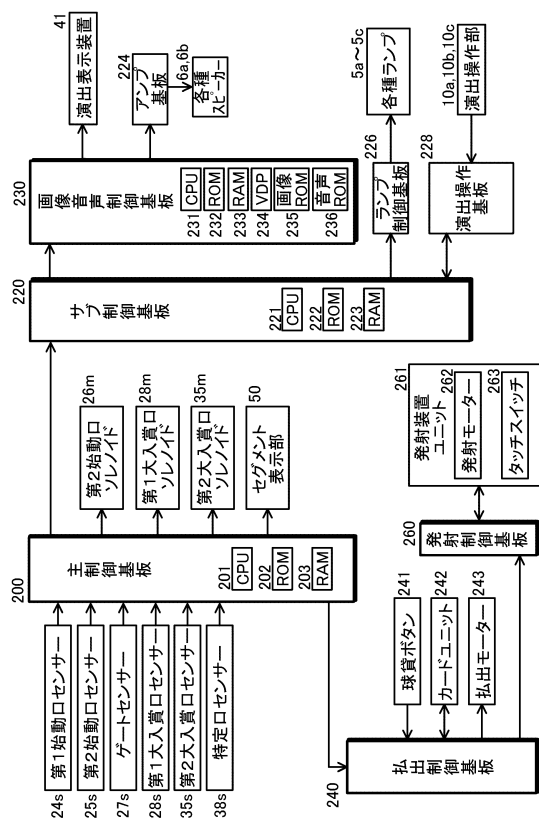 200
主制御基板
201
CPU
202
ROM
203
RAM
24s
第1始動口センサー
25s
第2始動口センサー
27s
ゲートセンサー
28s
第1大入賞口センサー
35s
第2大入賞口センサー
38s
特定口センサー
第2始動口
ソレノイド
26m
第1大入賞口
ソレノイド
28m
第2大入賞口
ソレノイド
35m
セグメント
表示部
50
220
サブ制御基板
221
CPU
222
ROM
223
RAM
230
画像音声制御基板
231
CPU
232
ROM
233
RAM
234
VDP
235
画像
ROM
236
音声
ROM
演出表示装置
41
アンプ
基板
224
6a,6b
各種
スピーカー
ランプ
制御基板
226
各種ランプ
5a~5c
演出操作
基板
228
演出操作部
10a,10b,10c
240
払出制御基板
球貸ボタン
241
カードユニット
242
払出モーター
243
260
発射制御基板
261
発射装置
ユニット
262
発射モーター
263
タッチスイッチ